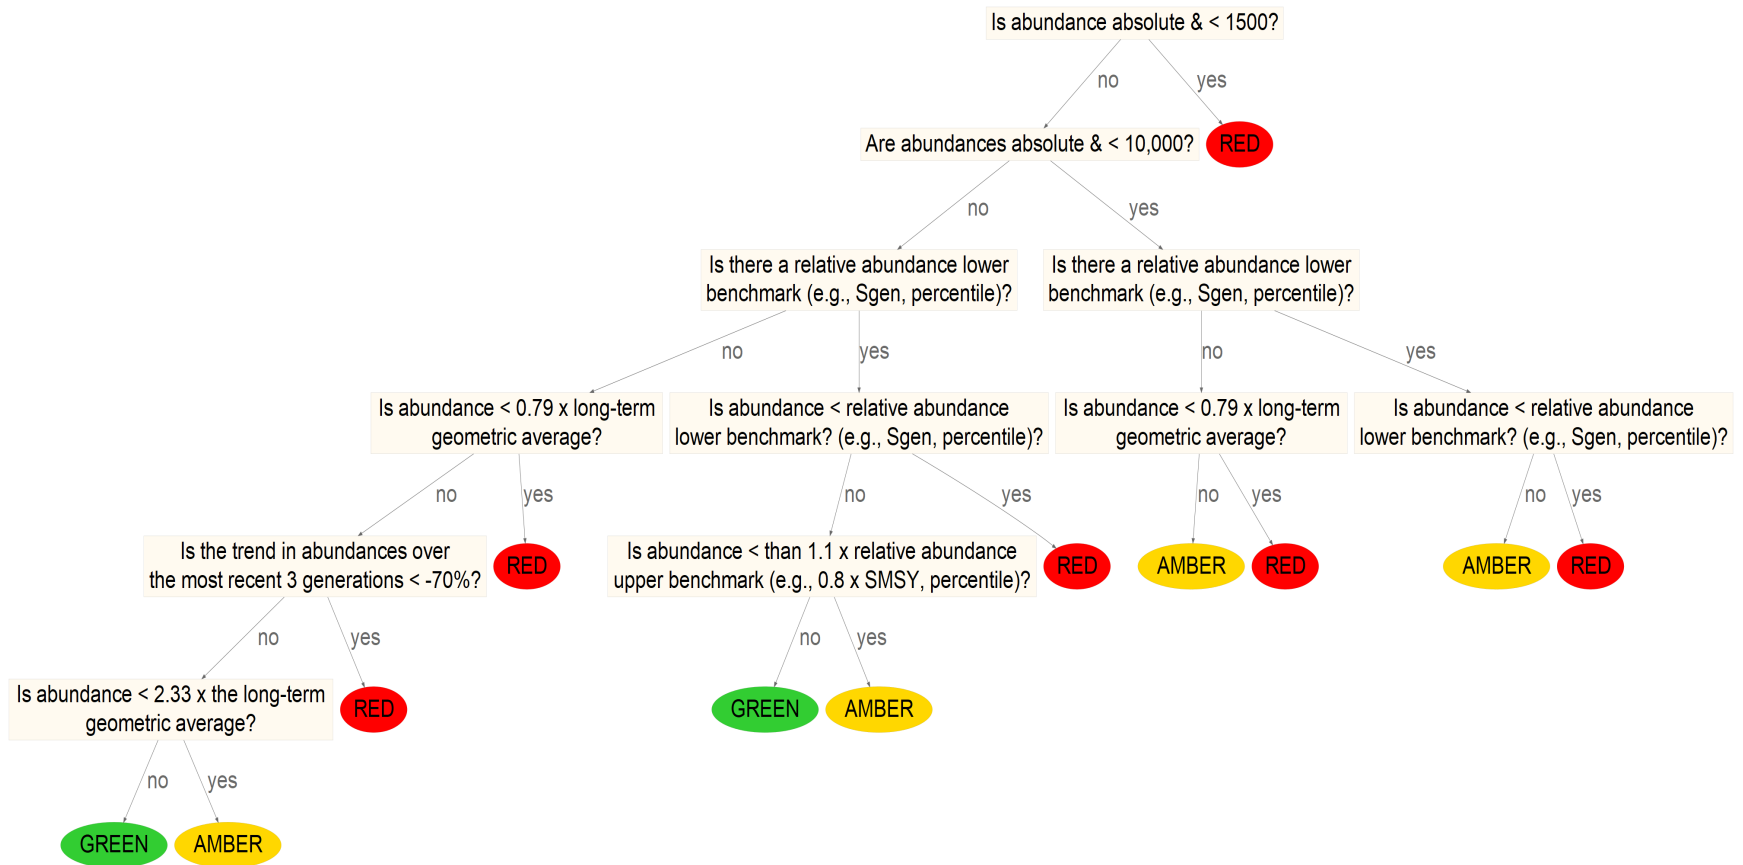 Is abundance absolute & < 1500?
no
yes
Are abundances absolute & < 10,000?
RED
no
yes
Is there a relative abundance lower
benchmark (e.g., Sgen, percentile)?
Is there a relative abundance lower
benchmark (e.g., Sgen, percentile)?
no
yes
no
yes
Is abundance < 0.79 x long-term
geometric average?
Is abundance < relative abundance
lower benchmark? (e.g., Sgen, percentile)?
Is abundance < 0.79 x long-term
geometric average?
Is abundance < relative abundance
lower benchmark? (e.g., Sgen, percentile)?
no
yes
no
yes
no
yes
no
yes
Is the trend in abundances over
the most recent 3 generations < -70%?
RED
Is abundance < than 1.1 x relative abundance
upper benchmark (e.g., 0.8 x SMSY, percentile)?
RED
AMBER
RED
AMBER
RED
no
yes
no
yes
Is abundance < 2.33 x the long-term
geometric average?
RED
GREEN
AMBER
no
yes
GREEN
AMBER